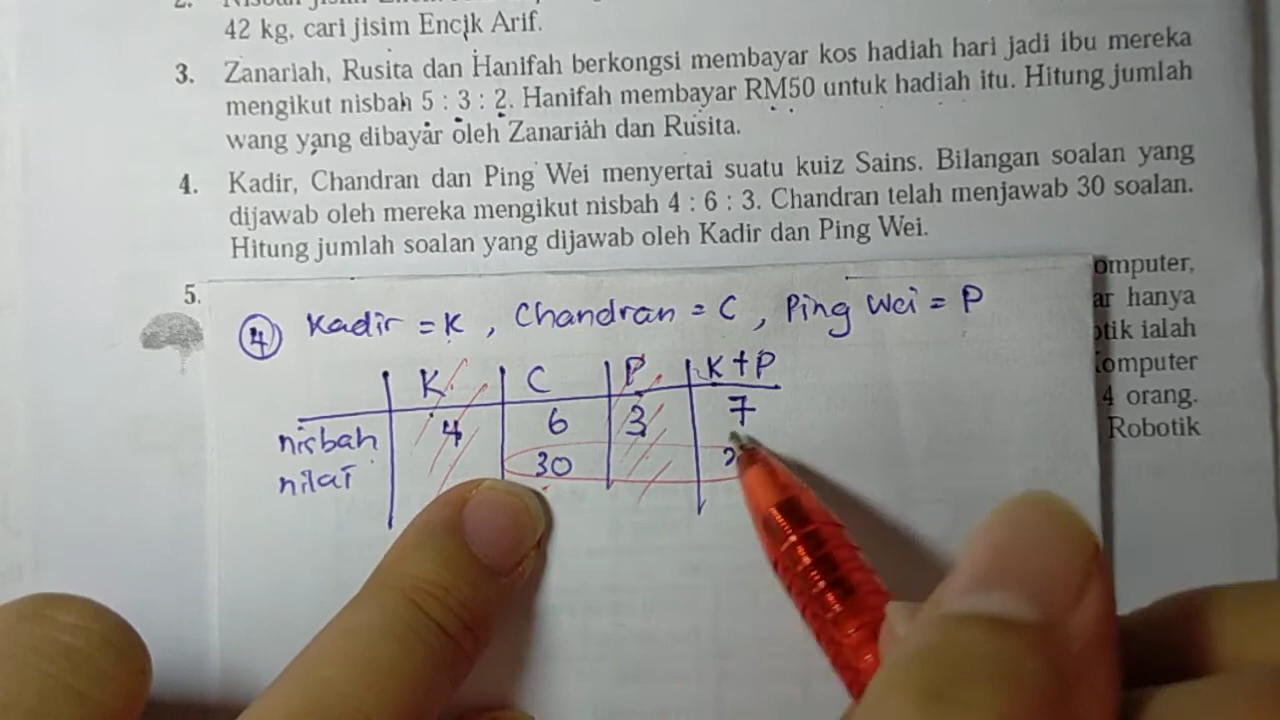 42 kg, cari jisim Encik Arif.
3. Zanariah, Rusita dan Hanifah berkongsi membayar kos hadiah hari jadi ibu mereka
mengikut nisbah 5 : 3 : 2. Hanifah membayar RM50 untuk hadiah itu. Hitung jumlah
wang yang dibayar oleh Zanariah dan Rusita.
4. Kadir, Chandran dan Ping Wei menyertai suatu kuiz Sains. Bilangan soalan yang
dijawab oleh mereka mengikut nisbah 4 : 6 : 3. Chandran telah menjawab 30 soalan.
Hitung jumlah soalan yang dijawab oleh Kadir dan Ping Wei.
5. omputer,
ar hanya
otik ialah
Komputer
4 orang.
Robotik
4 Kadir = K, Chandran = C, Ping Wei = P
K C P K + P
nisbah 4 6 3 7
nilai 30